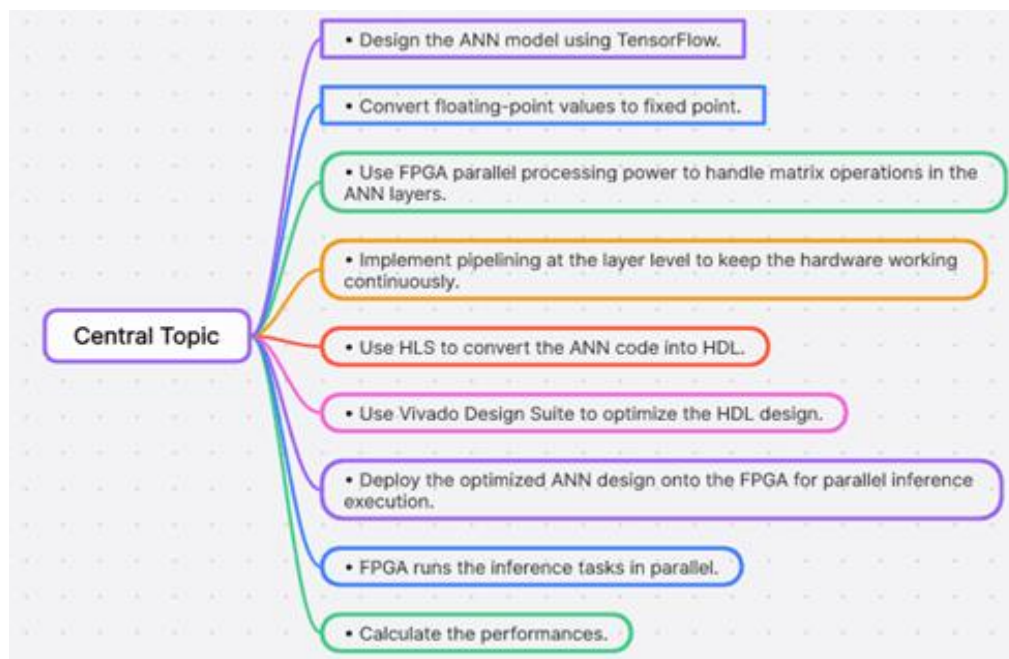 • Design the ANN model using TensorFlow.
• Convert floating-point values to fixed point.
• Use FPGA parallel processing power to handle matrix operations in the
ANN layers.
• Implement pipelining at the layer level to keep the hardware working
continuously.
Central Topic
• Use HLS to convert the ANN code into HDL.
• Use Vivado Design Suite to optimize the HDL design.
• Deploy the optimized ANN design onto the FPGA for parallel inference
execution.
• FPGA runs the inference tasks in parallel.
• Calculate the performances.